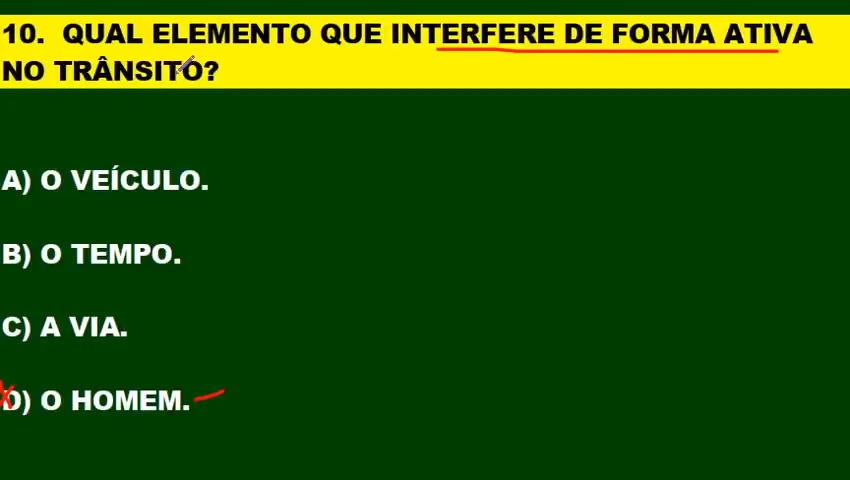 10. QUAL ELEMENTO QUE INTERFERE DE FORMA ATIVA
NO TRÂNSITO?
A) O VEÍCULO.
B) O TEMPO.
C) A VIA.
D) O HOMEM.